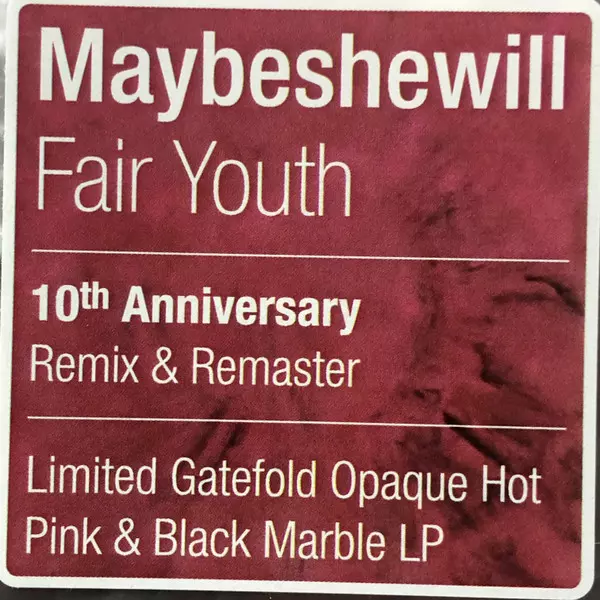 Maybeshewill
Fair Youth
10th Anniversary
Remix & Remaster
Limited Gatefold Opaque Hot
Pink & Black Marble LP